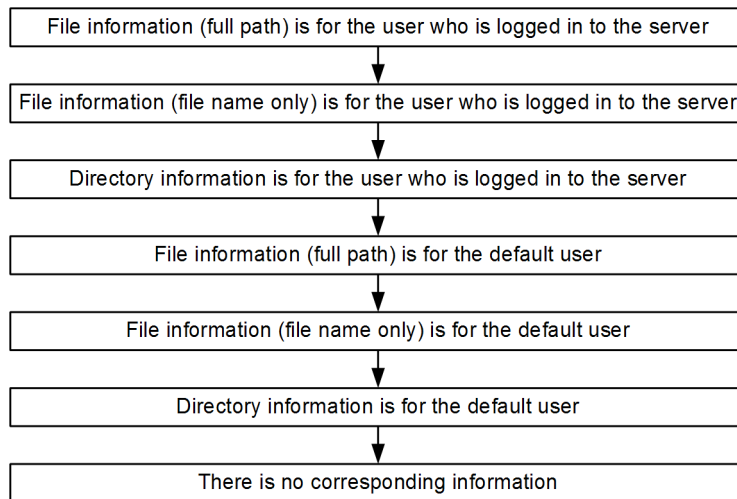 File information (full path) is for the user who is logged in to the server
File information (file name only) is for the user who is logged in to the server
Directory information is for the user who is logged in to the server
File information (full path) is for the default user
File information (file name only) is for the default user
Directory information is for the default user
There is no corresponding information